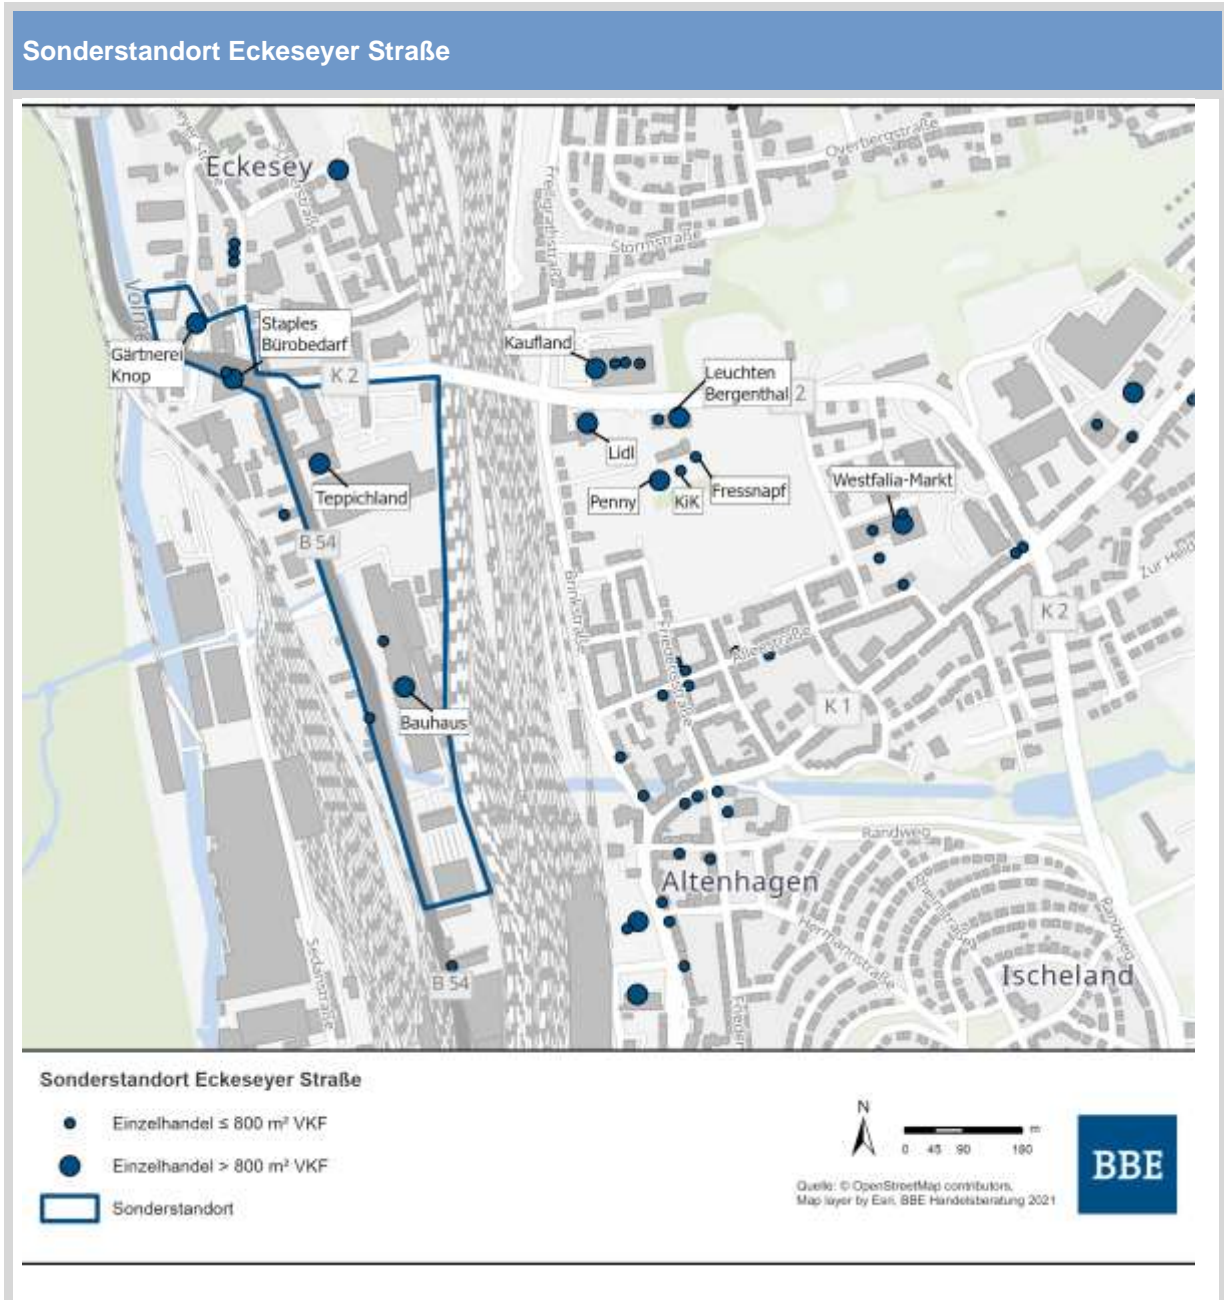 Sonderstandort Eckeseyer Straße
Eckesey
Overbergstraße
Stormstraße
Volme
Staples
Bürobedarf
Gärtnerei
Knop
K 2
Kaufland
Leuchten
Bergenthal
2
Lidl
Teppichland
Penny
KiK
Fressnapf
Westfalia-Markt
B 54
Brinkstraße
Zur Heid
K 2
Alleestraße
K 1
Bauhaus
Randweg
Altenhagen
Rheinstraße
Randweg
Hermannstraße
Ischeland
Sedanstraße
B 54
Sonderstandort Eckeseyer Straße
Einzelhandel ≤ 800 m² VKF
Einzelhandel > 800 m² VKF
Sonderstandort
N
0 45 90 180 m
Quelle: © OpenStreetMap contributors,
Map layer by Esri, BBE Handelsberatung 2021
BBE